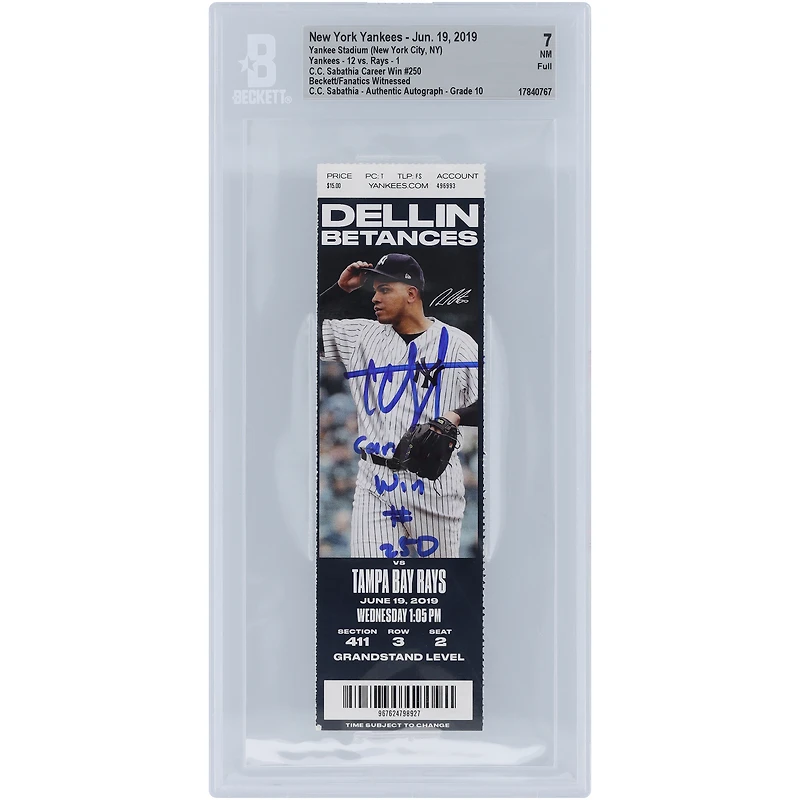 New York Yankees - Jun. 19, 2019
Yankee Stadium (New York City, NY)
Yankees - 12 vs. Rays - 1
C.C. Sabathia Career Win #250
Beckett/Fanatics Witnessed
C.C. Sabathia - Authentic Autograph - Grade 10
7
NM
Full
17840767
B
BECKETT
PRICE PC: 1 TLP: FS ACCOUNT
$15.00 YANKEES.COM 496993
DELLIN
BETANCES
Win
#
250
VS
TAMPA BAY RAYS
JUNE 19, 2019
WEDNESDAY 1:05 PM
SECTION ROW SEAT
411 3 2
GRANDSTAND LEVEL
967624798927
TIME SUBJECT TO CHANGE